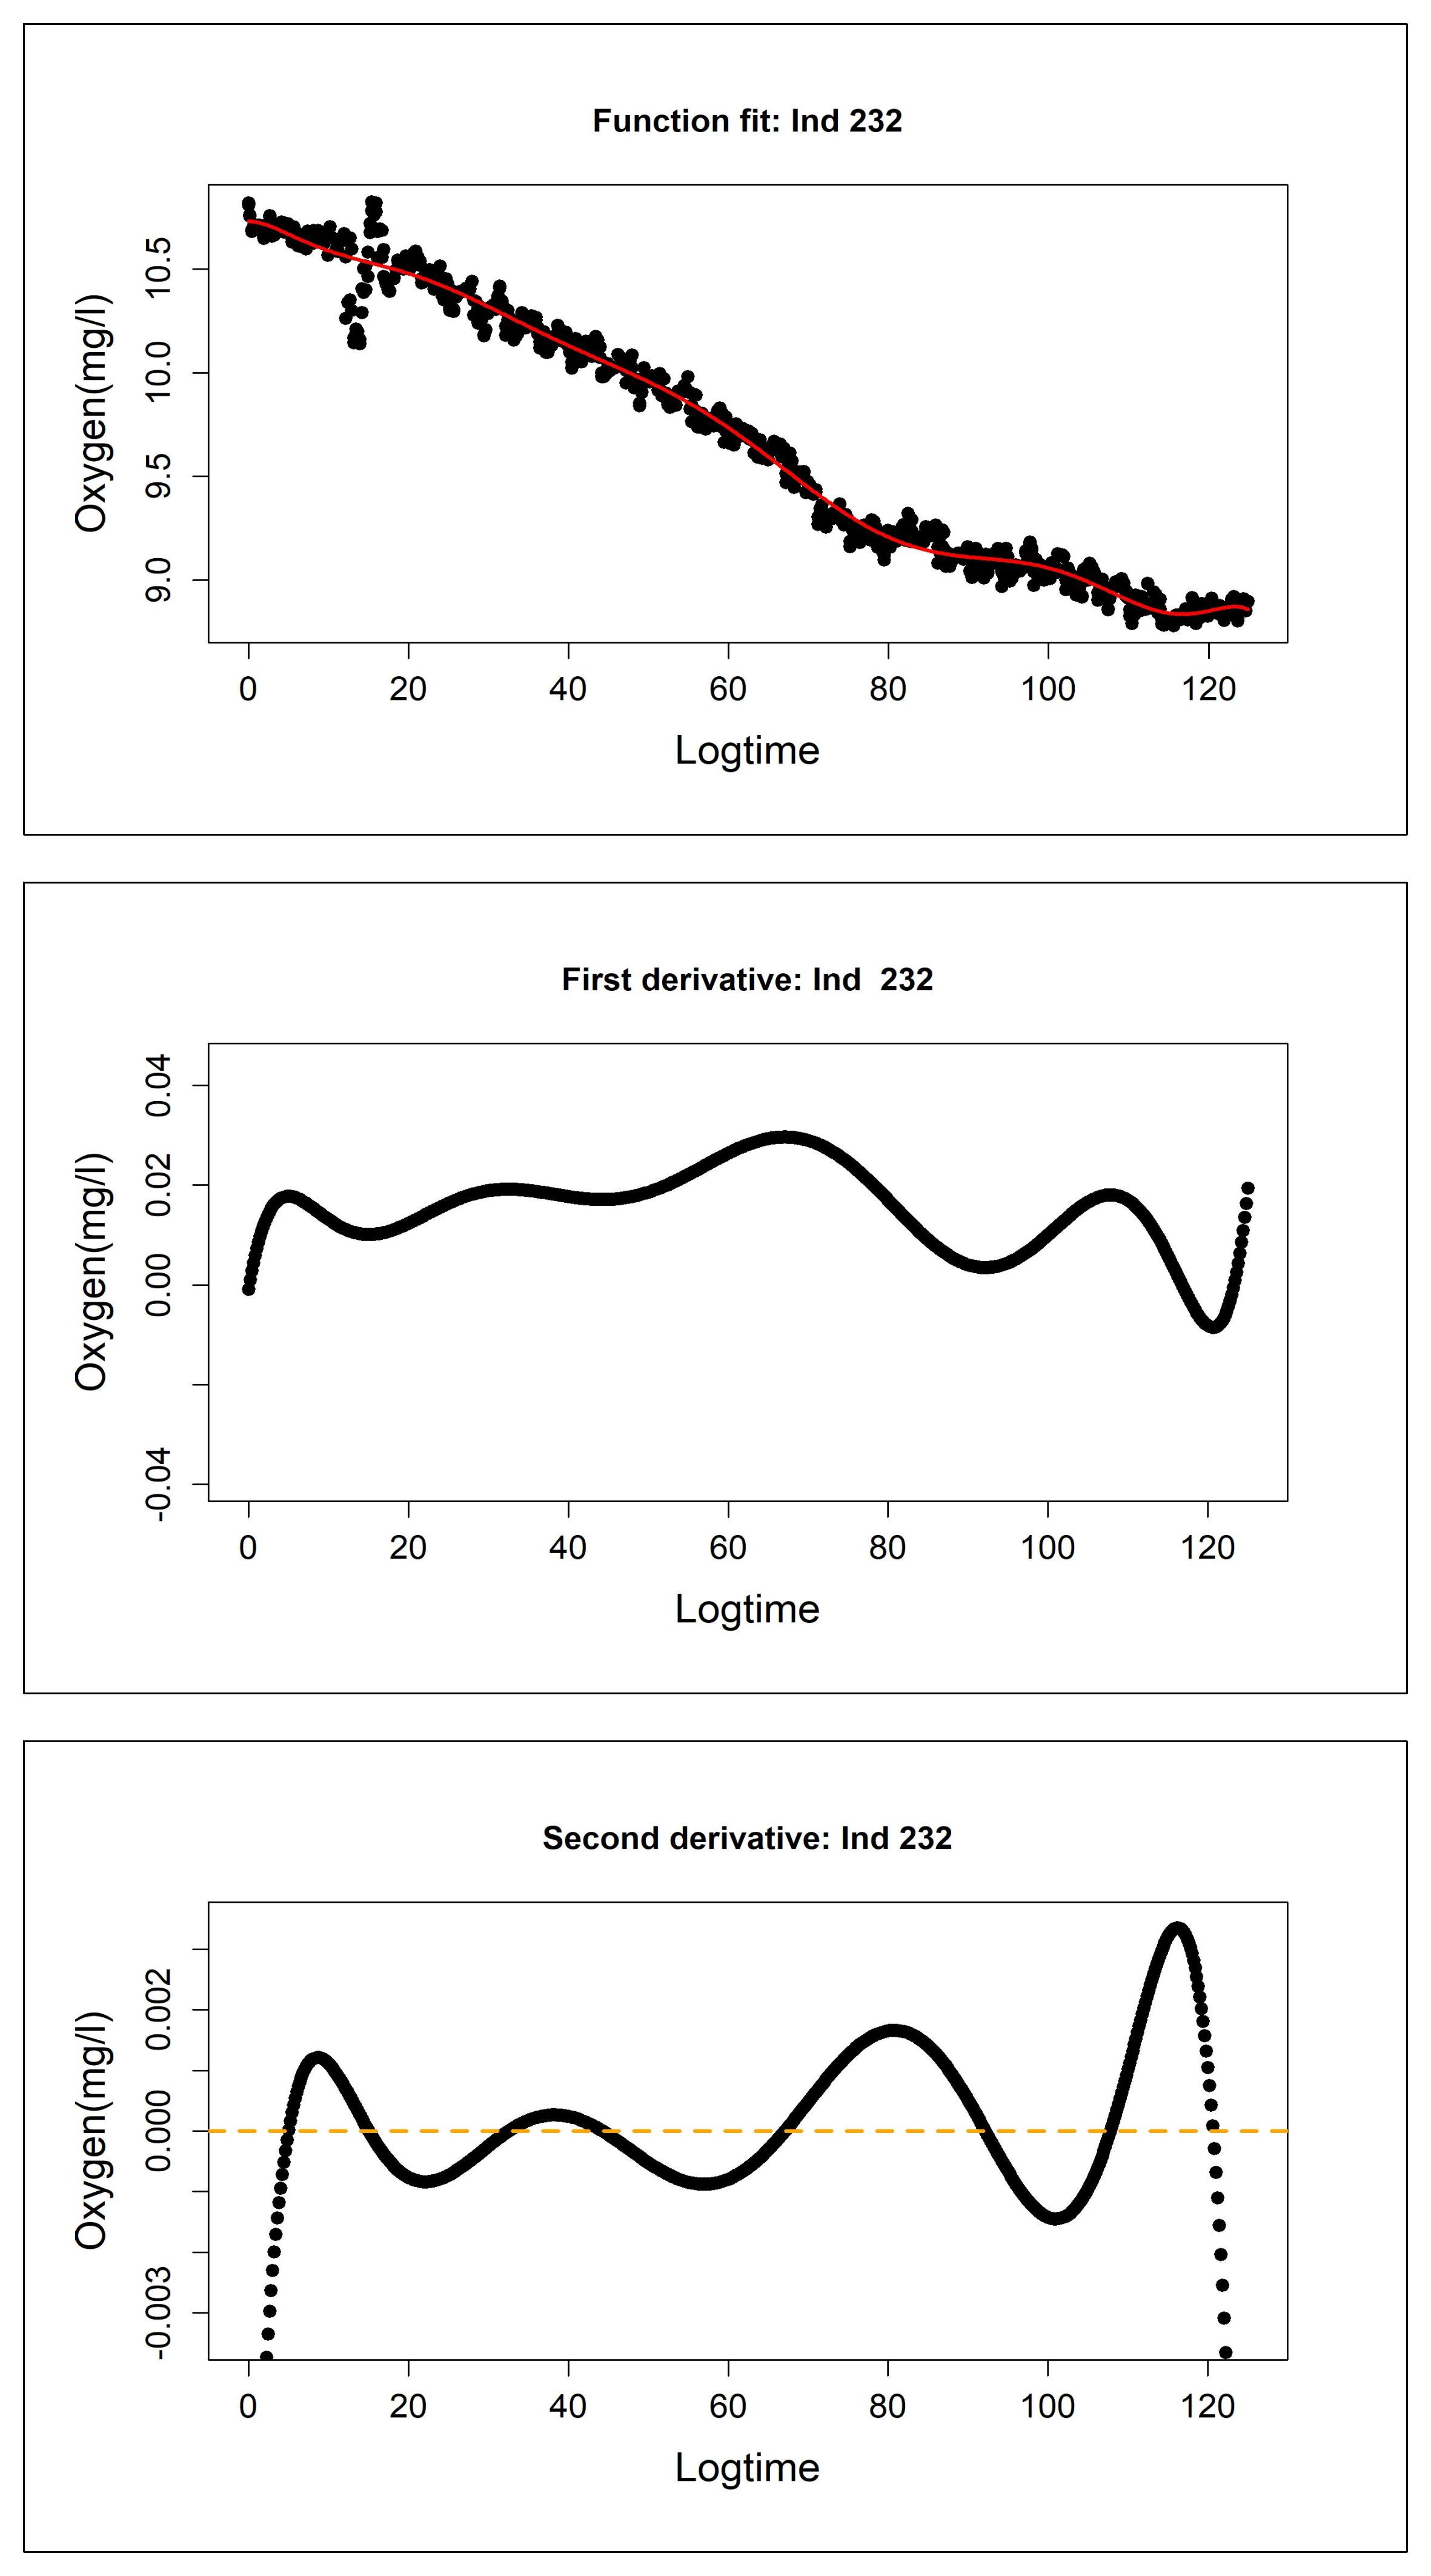 Function fit: Ind 232
Oxygen(mg/l)
10.5
10.0
9.5
9.0
0 20 40 60 80 100 120
Logtime
First derivative: Ind  232
Oxygen(mg/l)
0.04
0.02
0.00
-0.04
0 20 40 60 80 100 120
Logtime
Second derivative: Ind 232
Oxygen(mg/l)
0.002
0.000
-0.003
0 20 40 60 80 100 120
Logtime